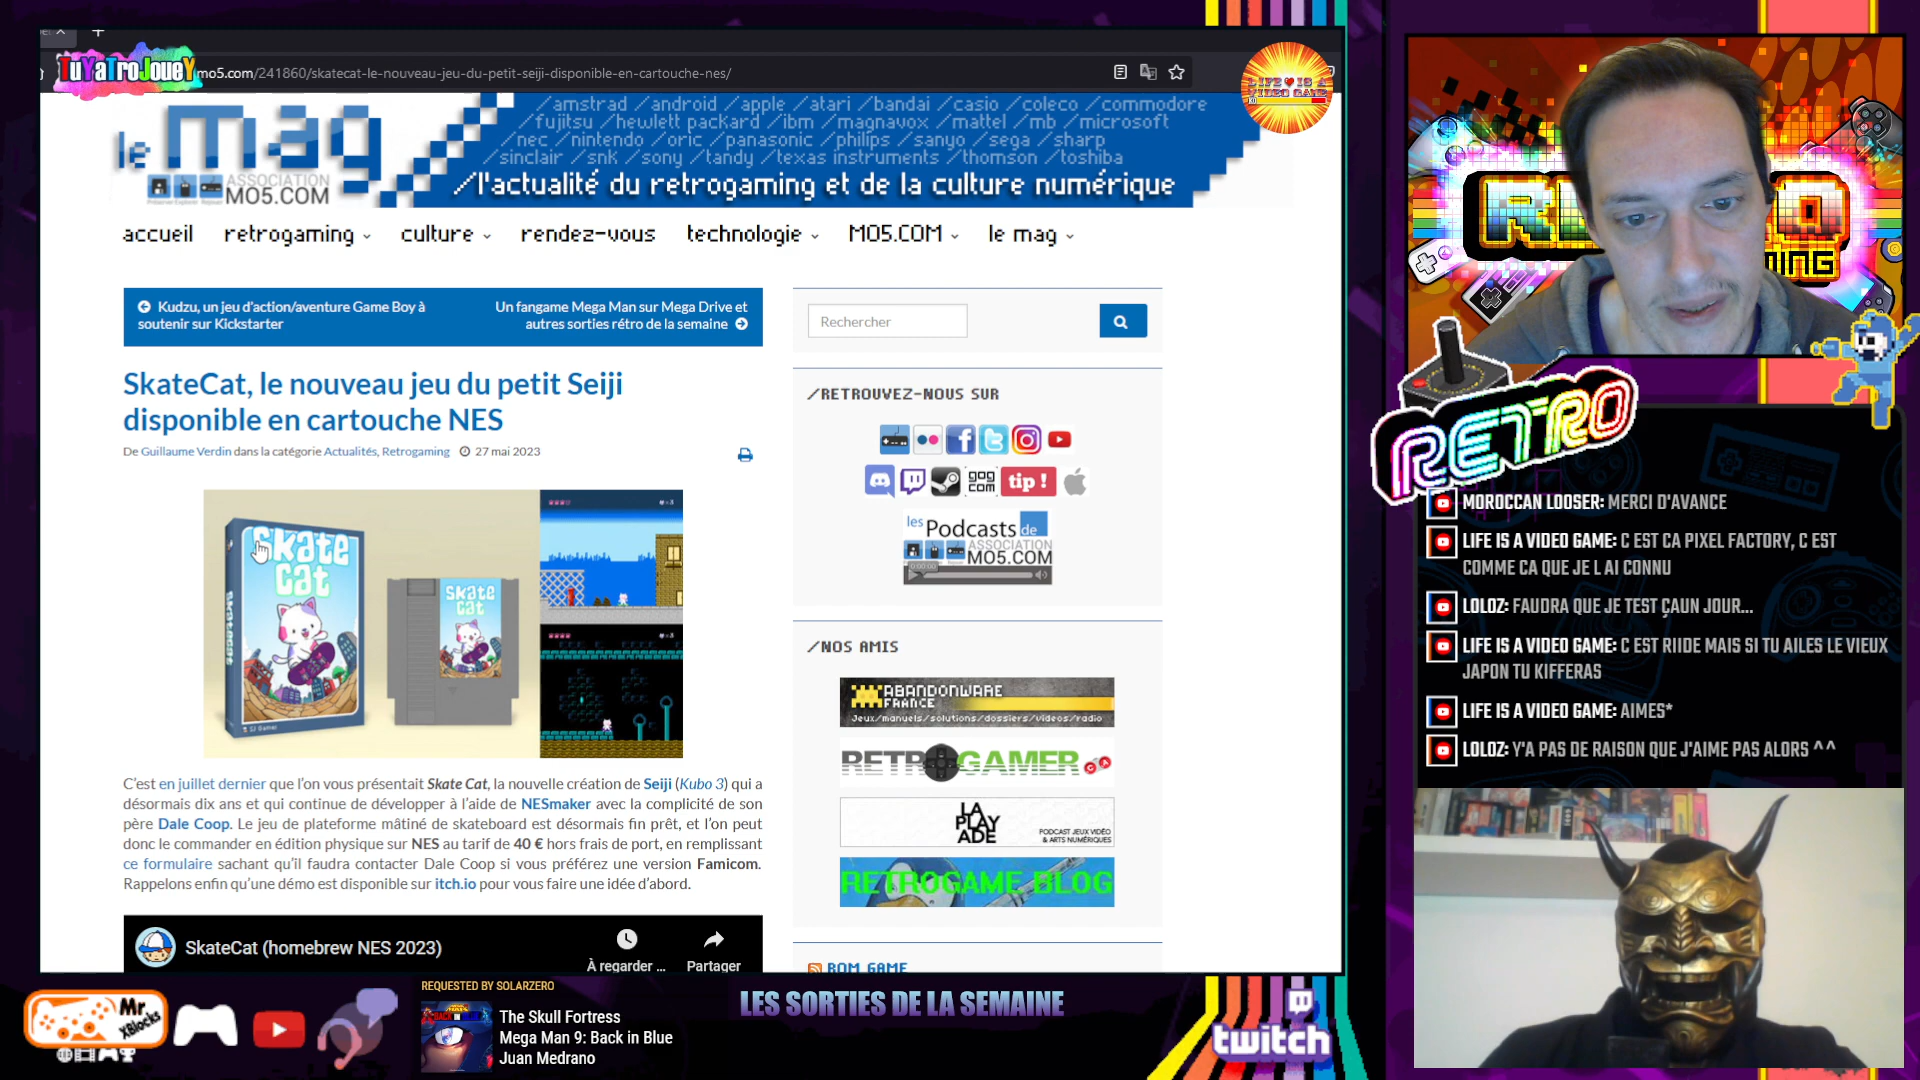 TuYaTroJoueY
mo5.com/241860/skatecat-le-nouveau-jeu-du-petit-seiji-disponible-en-cartouche-nes/
LIFE IS A
VIDEO GAME
le mag
ASSOCIATION
MO5.COM
/amstrad /android /apple /atari /bandai /casio /coleco /commodore
/fujitsu /hewlett packard /ibm /magnavox /mattel /mb /microsoft
/nec /nintendo /oric /panasonic /philips /sanyo /sega /sharp
/sinclair /snk /sony /tandy /texas instruments /thomson /toshiba
/l'actualité du retrogaming et de la culture numérique
accueil retrogaming culture rendez-vous technologie MO5.COM le mag
Kudzu, un jeu d'action/aventure Game Boy à
soutenir sur Kickstarter
Un fangame Mega Man sur Mega Drive et
autres sorties rétro de la semaine
SkateCat, le nouveau jeu du petit Seiji
disponible en cartouche NES
De Guillaume Verdin dans la catégorie Actualités, Retrogaming 27 mai 2023
Skate
Cat
SkateCat
SKATE
Cat
C'est en juillet dernier que l'on vous présentait Skate Cat, la nouvelle création de Seiji (Kubo 3) qui a
désormais dix ans et qui continue de développer à l'aide de NESmaker avec la complicité de son
père Dale Coop. Le jeu de plateforme mâtiné de skateboard est désormais fin prêt, et l'on peut
donc le commander en édition physique sur NES au tarif de 40 € hors frais de port, en remplissant
ce formulaire sachant qu'il faudra contacter Dale Coop si vous préférez une version Famicom.
Rappelons enfin qu'une démo est disponible sur itch.io pour vous faire une idée d'abord.
SkateCat (homebrew NES 2023)
À regarder ...
Partager
Rechercher
/RETROUVEZ-NOUS SUR
GOG
COM
tip !
les Podcasts de
ASSOCIATION
MO5.COM
0:00:00
/NOS AMIS
ABANDONWARE
FRANCE
Jeux/manuels/solutions/dossiers/videos/radio
RETROGAMER
LA
PLAY
ADE
PODCAST JEUX VIDÉO
& ARTS NUMÉRIQUES
RETROGAME BLOG
ROM GAME
RETRO
MOROCCAN LOOSER: MERCI D'AVANCE
LIFE IS A VIDEO GAME: C EST CA PIXEL FACTORY, C EST
COMME CA QUE JE L AI CONNU
LOLOZ: FAUDRA QUE JE TEST ÇAUN JOUR...
LIFE IS A VIDEO GAME: C EST RIIDE MAIS SI TU AILES LE VIEUX
JAPON TU KIFFERAS
LIFE IS A VIDEO GAME: AIMES*
LOLOZ: Y'A PAS DE RAISON QUE J'AIME PAS ALORS ^^
Mr
XBlocks
REQUESTED BY SOLARZERO
The Skull Fortress
Mega Man 9: Back in Blue
Juan Medrano
LES SORTIES DE LA SEMAINE
twitch